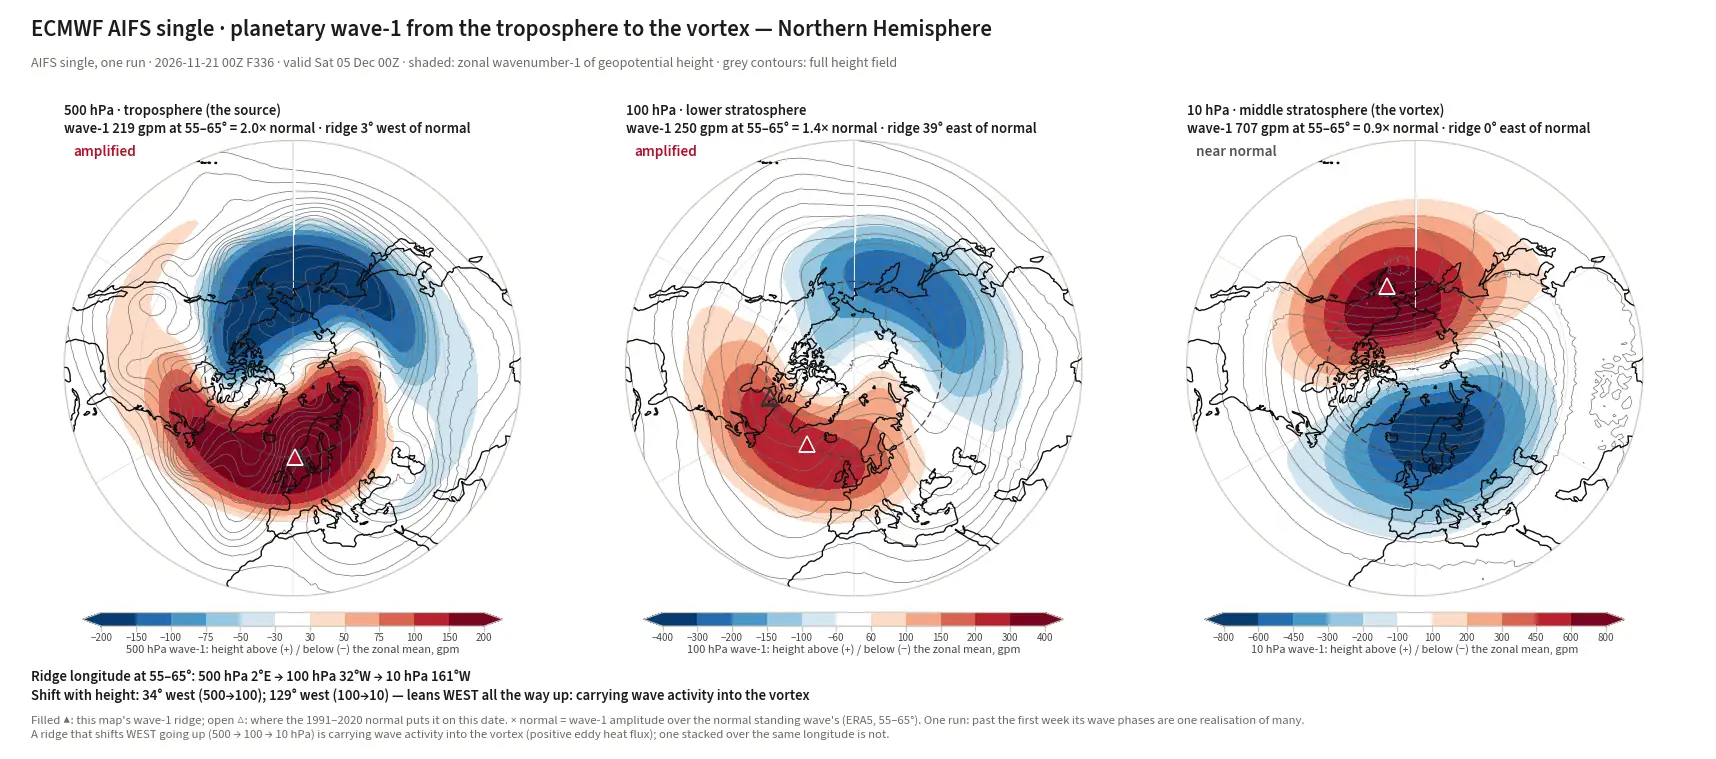 ECMWF AIFS single · planetary wave-1 from the troposphere to the vortex — Northern Hemisphere
AIFS single, one run · 2026-11-21 00Z F336 · valid Sat 05 Dec 00Z · shaded: zonal wavenumber-1 of geopotential height · grey contours: full height field
500 hPa · troposphere (the source)
wave-1 219 gpm at 55–65° = 2.0× normal · ridge 3° west of normal
amplified
100 hPa · lower stratosphere
wave-1 250 gpm at 55–65° = 1.4× normal · ridge 39° east of normal
amplified
10 hPa · middle stratosphere (the vortex)
wave-1 707 gpm at 55–65° = 0.9× normal · ridge 0° east of normal
near normal
−200 −150 −100 −75 −50 −30 30 50 75 100 150 200
500 hPa wave-1: height above (+) / below (−) the zonal mean, gpm
−400 −300 −200 −150 −100 −60 60 100 150 200 300 400
100 hPa wave-1: height above (+) / below (−) the zonal mean, gpm
−800 −600 −450 −300 −200 −100 100 200 300 450 600 800
10 hPa wave-1: height above (+) / below (−) the zonal mean, gpm
Ridge longitude at 55–65°: 500 hPa 2°E → 100 hPa 32°W → 10 hPa 161°W
Shift with height: 34° west (500→100); 129° west (100→10) — leans WEST all the way up: carrying wave activity into the vortex
Filled ▲: this map's wave-1 ridge; open △: where the 1991–2020 normal puts it on this date. × normal = wave-1 amplitude over the normal standing wave's (ERA5, 55–65°). One run: past the first week its wave phases are one realisation of many.
A ridge that shifts WEST going up (500 → 100 → 10 hPa) is carrying wave activity into the vortex (positive eddy heat flux); one stacked over the same longitude is not.